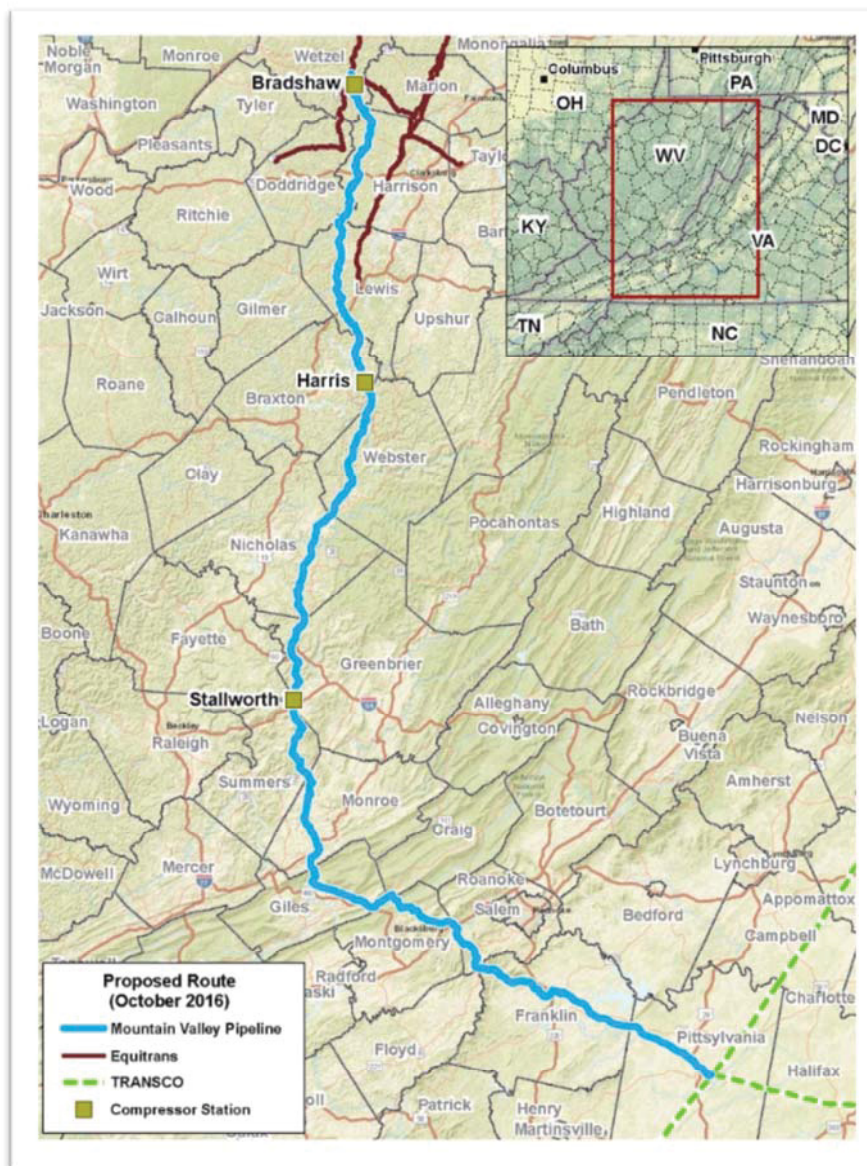 Noble
Monroe
Wetzel
Monongalia
Morgan
Bradshaw
Marion
Washington
Tyler
Pleasants
Wood
Doddridge
Harrison
Clarksburg
Ritchie
Wirt
Lewis
Jackson
Calhoun
Gilmer
Upshur
Roane
Harris
Braxton
Webster
Pendleton
Rockingham
Harrisonburg
Charleston
Kanawha
Pocahontas
Highland
Augusta
Nicholas
Staunton
Waynesboro
Boone
Fayette
Bath
Greenbrier
Stallworth
Rockbridge
Alleghany
Covington
Nelson
Logan
Beckley
Raleigh
Buena
Vista
Summers
Amherst
Wyoming
Monroe
Botetourt
Craig
McDowell
Mercer
Lynchburg
Roanoke
Appomattox
Giles
Salem
Bedford
Blacksburg
Campbell
Montgomery
Radford
Charlotte
Franklin
Pittsylvania
Floyd
Halifax
Patrick
Henry
Martinsville
Columbus
Pittsburgh
PA
OH
MD
WV
DC
KY
VA
TN
NC
Proposed Route
(October 2016)
Mountain Valley Pipeline
Equitrans
TRANSCO
Compressor Station